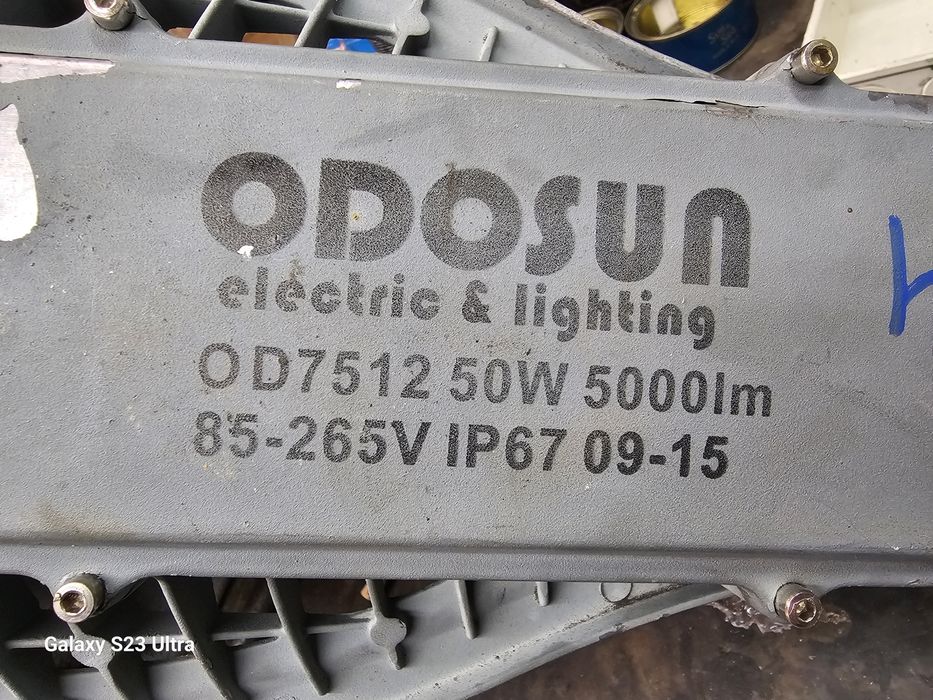 ODOSUN
electric & lighting
OD7512 50W 5000lm
85-265V IP67 09-15
Galaxy S23 Ultra